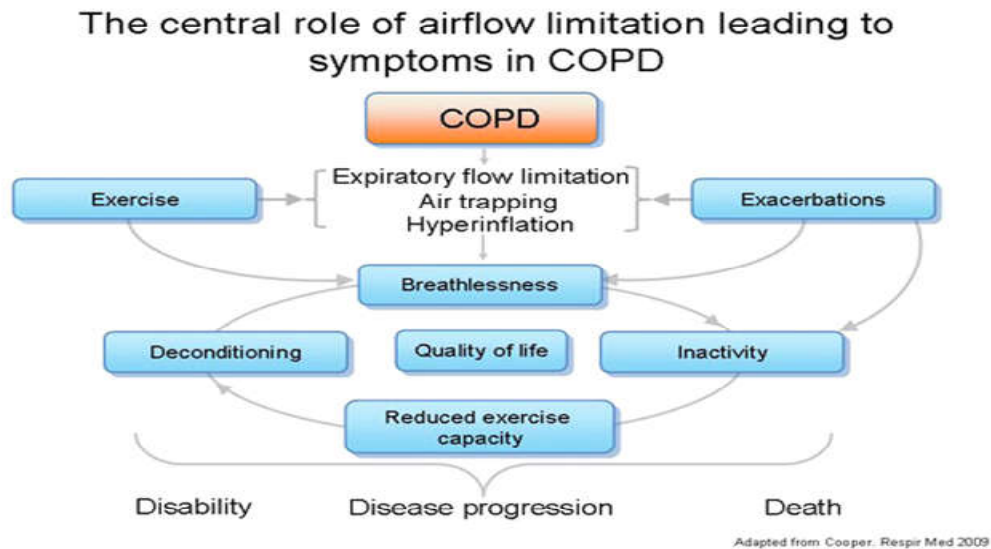 The central role of airflow limitation leading to
symptoms in COPD
COPD
Expiratory flow limitation
Air trapping
Hyperinflation
Exercise
Exacerbations
Breathlessness
Deconditioning
Quality of life
Inactivity
Reduced exercise
capacity
Disability
Disease progression
Death
Adapted from Cooper. Respir Med 2009